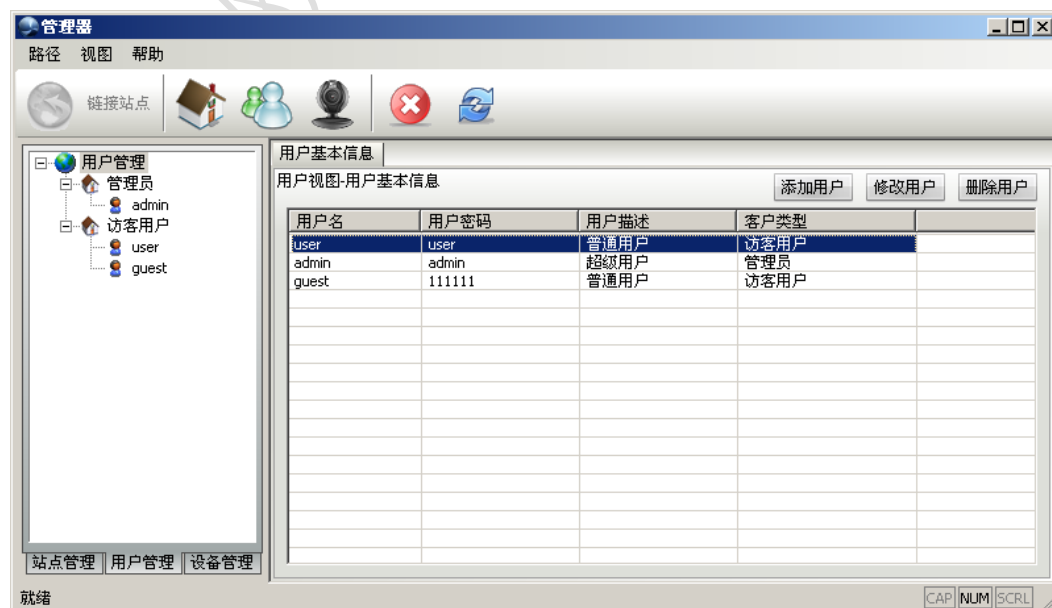 管理器
路径 视图 帮助
链接站点
用户管理
管理员
admin
访客用户
user
guest
站点管理 用户管理 设备管理
用户基本信息
用户视图-用户基本信息
添加用户 修改用户 删除用户
用户名 用户密码 用户描述 客户类型
user user 普通用户 访客用户
admin admin 超级用户 管理员
guest 111111 普通用户 访客用户
就绪
CAP NUM SCRL